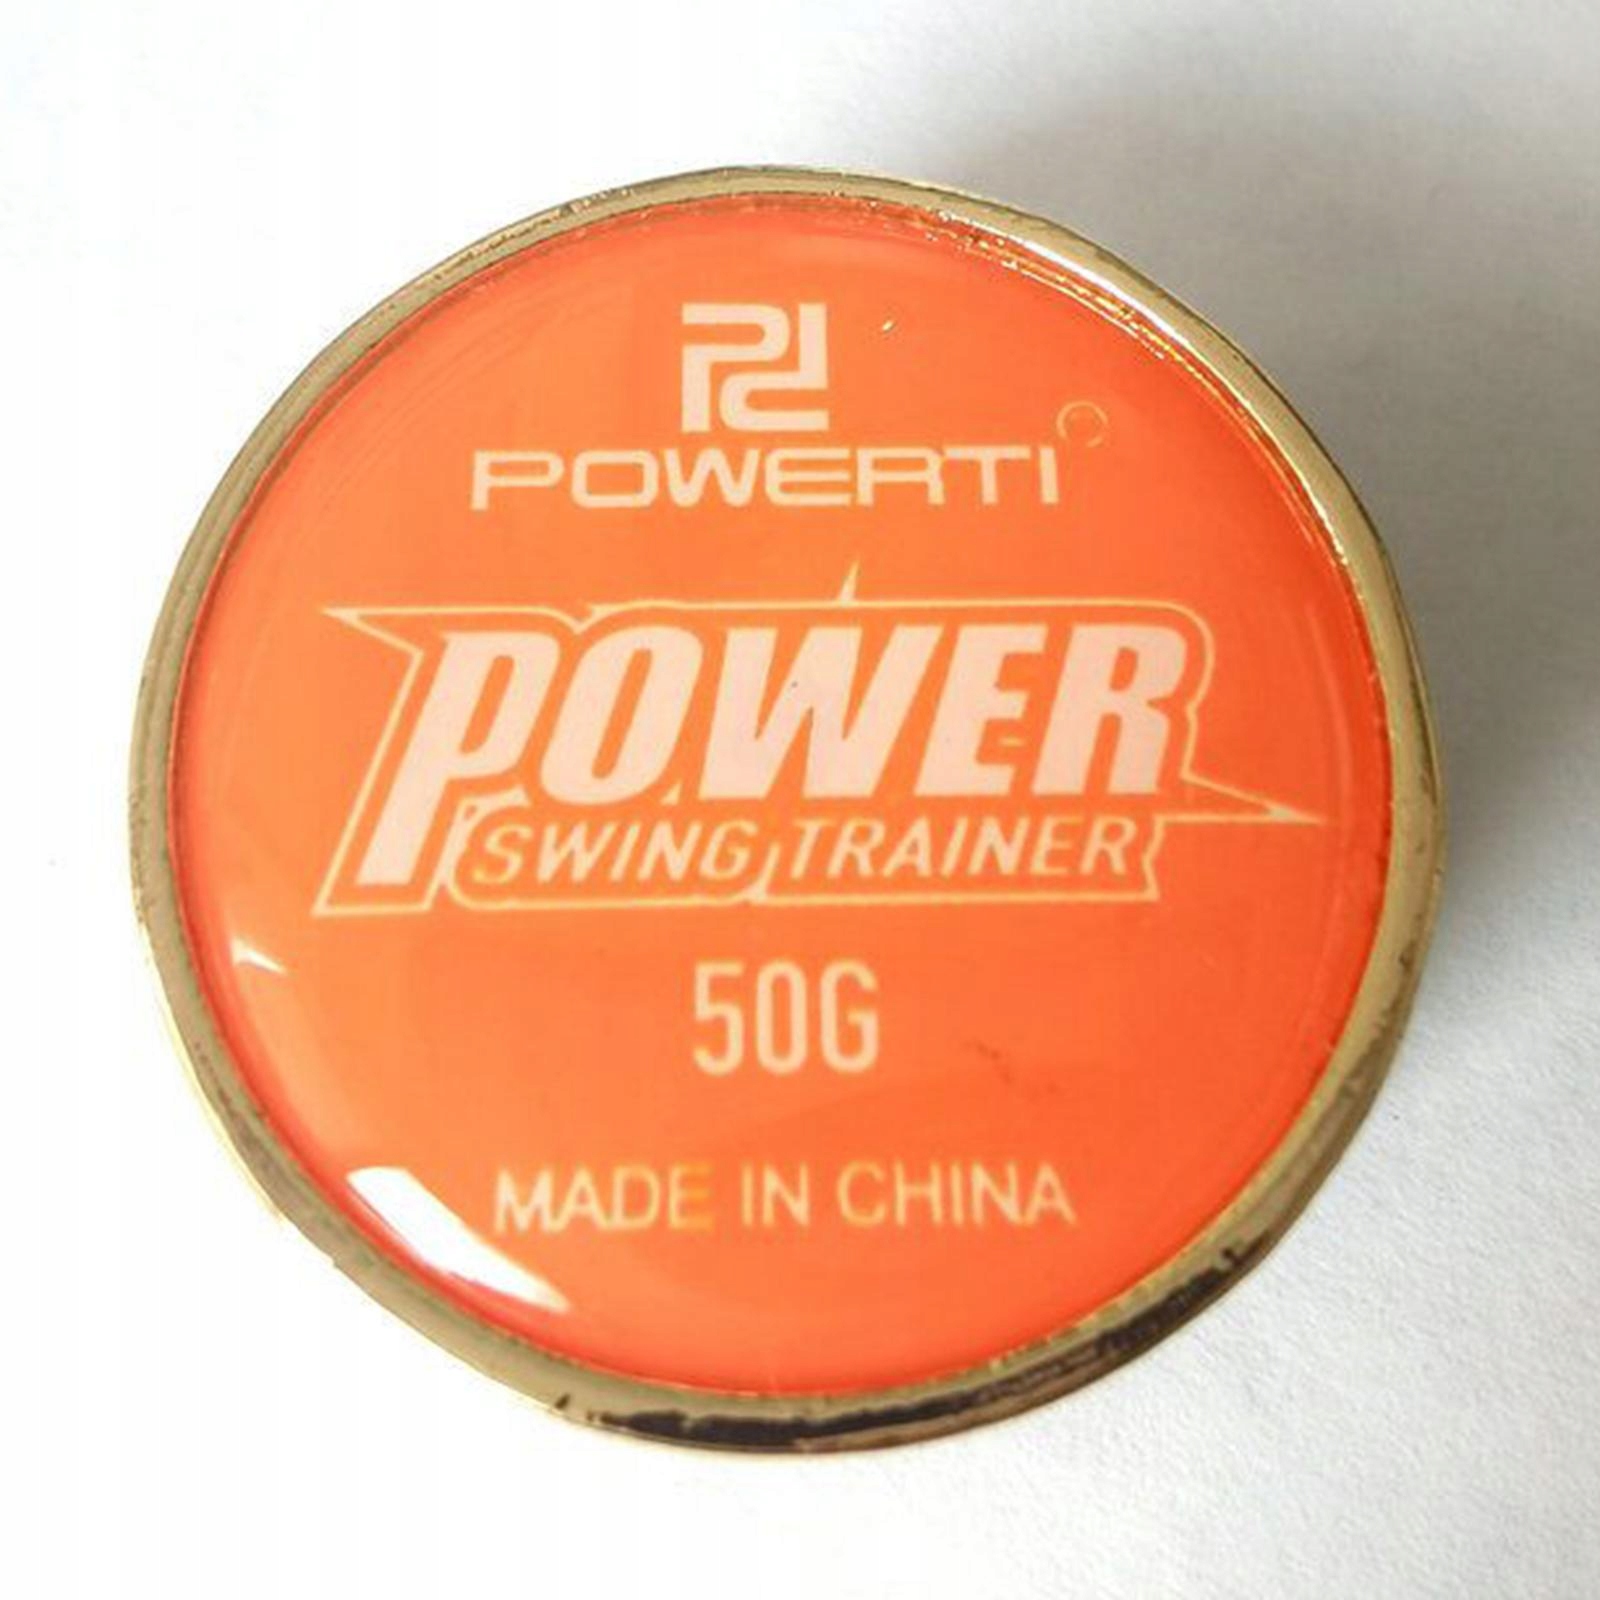 POWERTI
POWER
SWING TRAINER
50G
MADE IN CHINA